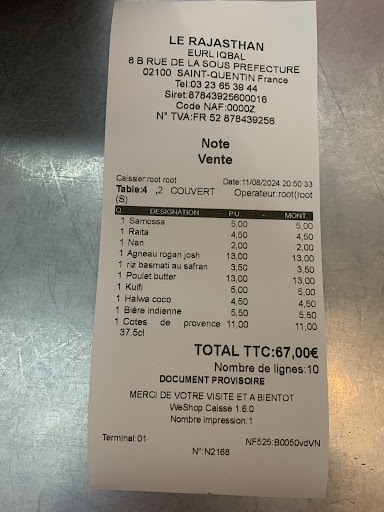 LE RAJASTHAN
EURL IQBAL
8 B RUE DE LA SOUS PREFECTURE
02100 SAINT-QUENTIN France
Tel:03 23 65 39 44
Siret:87843925600016
Code NAF:0000Z
N° TVA:FR 52 878439256
Note
Vente
Caissier:root root Date:11/08/2024 20:50:33
Table:4 ,2 COUVERT Operateur:root(root
(S)
Q. DESIGNATION P.U. - MONT.
1 Samossa 5,00 5,00
1 Raita 4,50 4,50
1 Nan 2,00 2,00
1 Agneau rogan josh 13,00 13,00
1 riz basmati au safran 3,50 3,50
1 Poulet butter 13,00 13,00
1 Kulfi 5,00 5,00
1 Halwa coco 4,50 4,50
1 Bière indienne 5,50 5,50
1 Cotes de provence 11,00 11,00
37.5cl
TOTAL TTC:67,00€
Nombre de lignes:10
DOCUMENT PROVISOIRE
MERCI DE VOTRE VISITE ET A BIENTOT
WeShop Caisse 1.6.0
Nombre impression:1
Terminal:01 NF525:B0050vdVN
N°:N2168